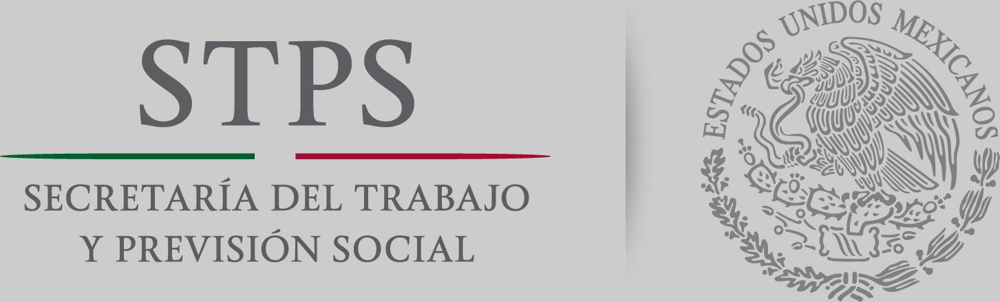 STPS
SECRETARÍA DEL TRABAJO
Y PREVISIÓN SOCIAL
ESTADOS UNIDOS MEXICANOS